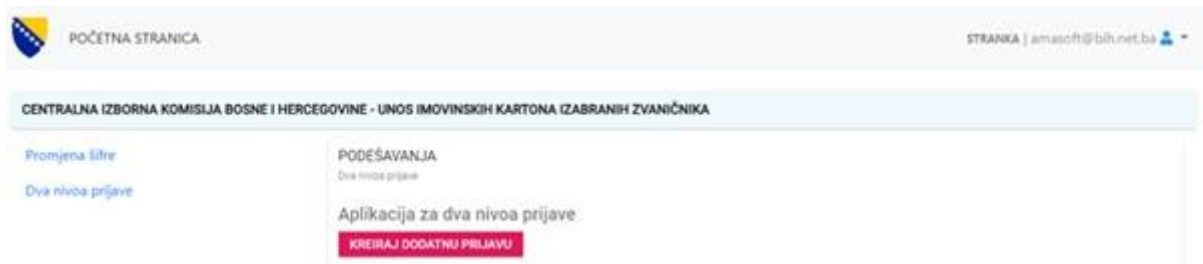 POČETNA STRANICA
STRANKA | amasoft@bih.net.ba
CENTRALNA IZBORNA KOMISIJA BOSNE I HERCEGOVINE - UNOS IMOVINSKIH KARTONA IZABRANIH ZVANIČNIKA
Promjena šifre
Dva nivoa prijave
PODEŠAVANJA
Dva nivoa prijave
Aplikacija za dva nivoa prijave
KREIRAJ DODATNU PRIJAVU